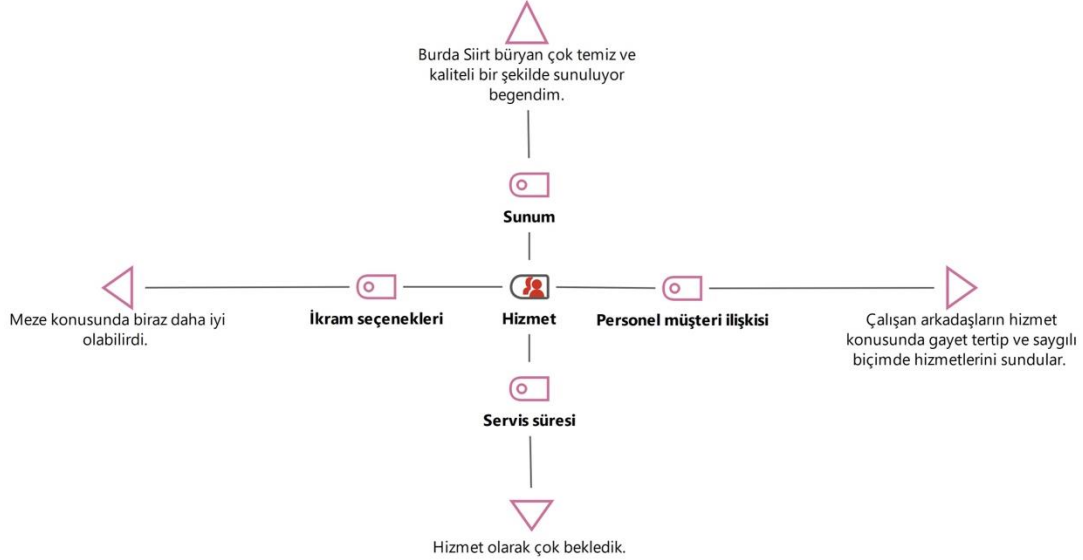 Burda Siirt büryan çok temiz ve
kaliteli bir şekilde sunuluyor
begendim.
Sunum
Meze konusunda biraz daha iyi
olabilirdi.
İkram seçenekleri
Hizmet
Personel müşteri ilişkisi
Çalışan arkadaşların hizmet
konusunda gayet tertip ve saygılı
biçimde hizmetlerini sundular.
Servis süresi
Hizmet olarak çok bekledik.